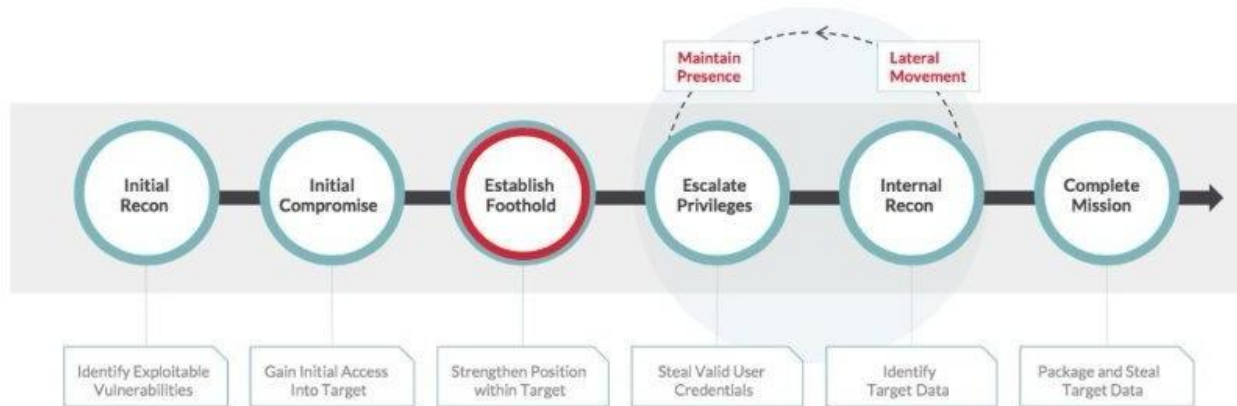 Maintain
Presence
Lateral
Movement
Initial
Recon
Initial
Compromise
Establish
Foothold
Escalate
Privileges
Internal
Recon
Complete
Mission
Identify Exploitable
Vulnerabilities
Gain Initial Access
Into Target
Strengthen Position
within Target
Steal Valid User
Credentials
Identify
Target Data
Package and Steal
Target Data